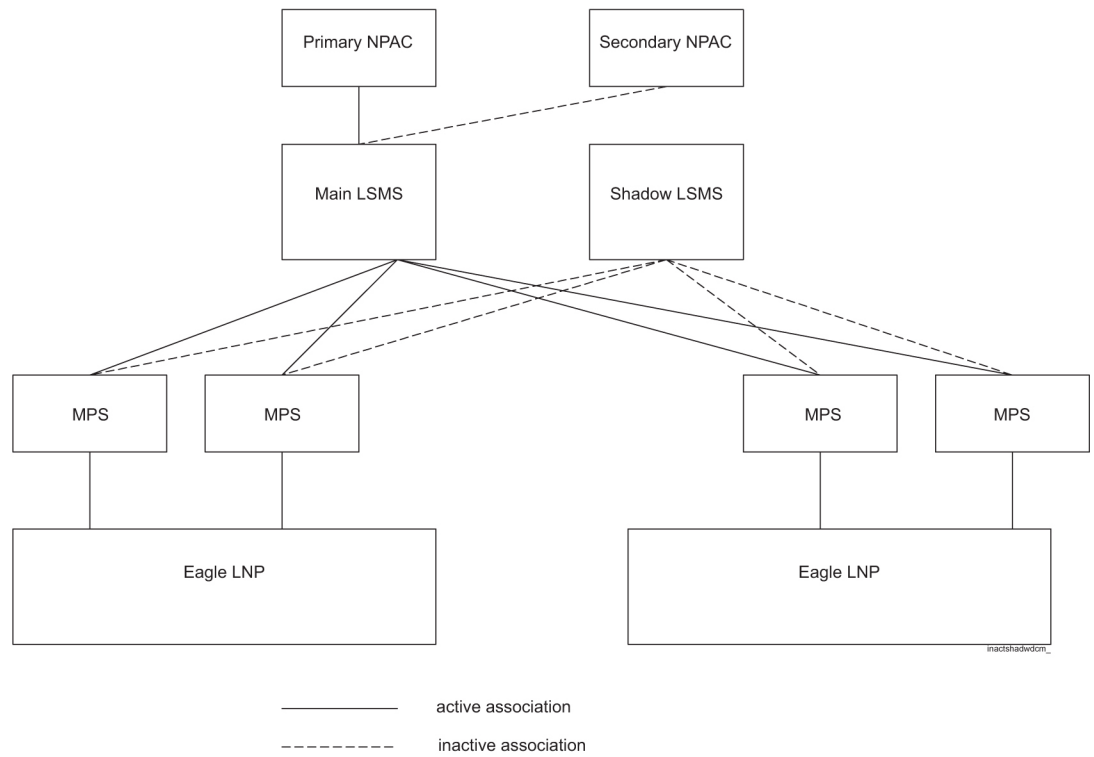 Primary NPAC
Secondary NPAC
Main LSMS
Shadow LSMS
MPS
MPS
MPS
MPS
Eagle LNP
Eagle LNP
inactshadwdcm_
active association
inactive association